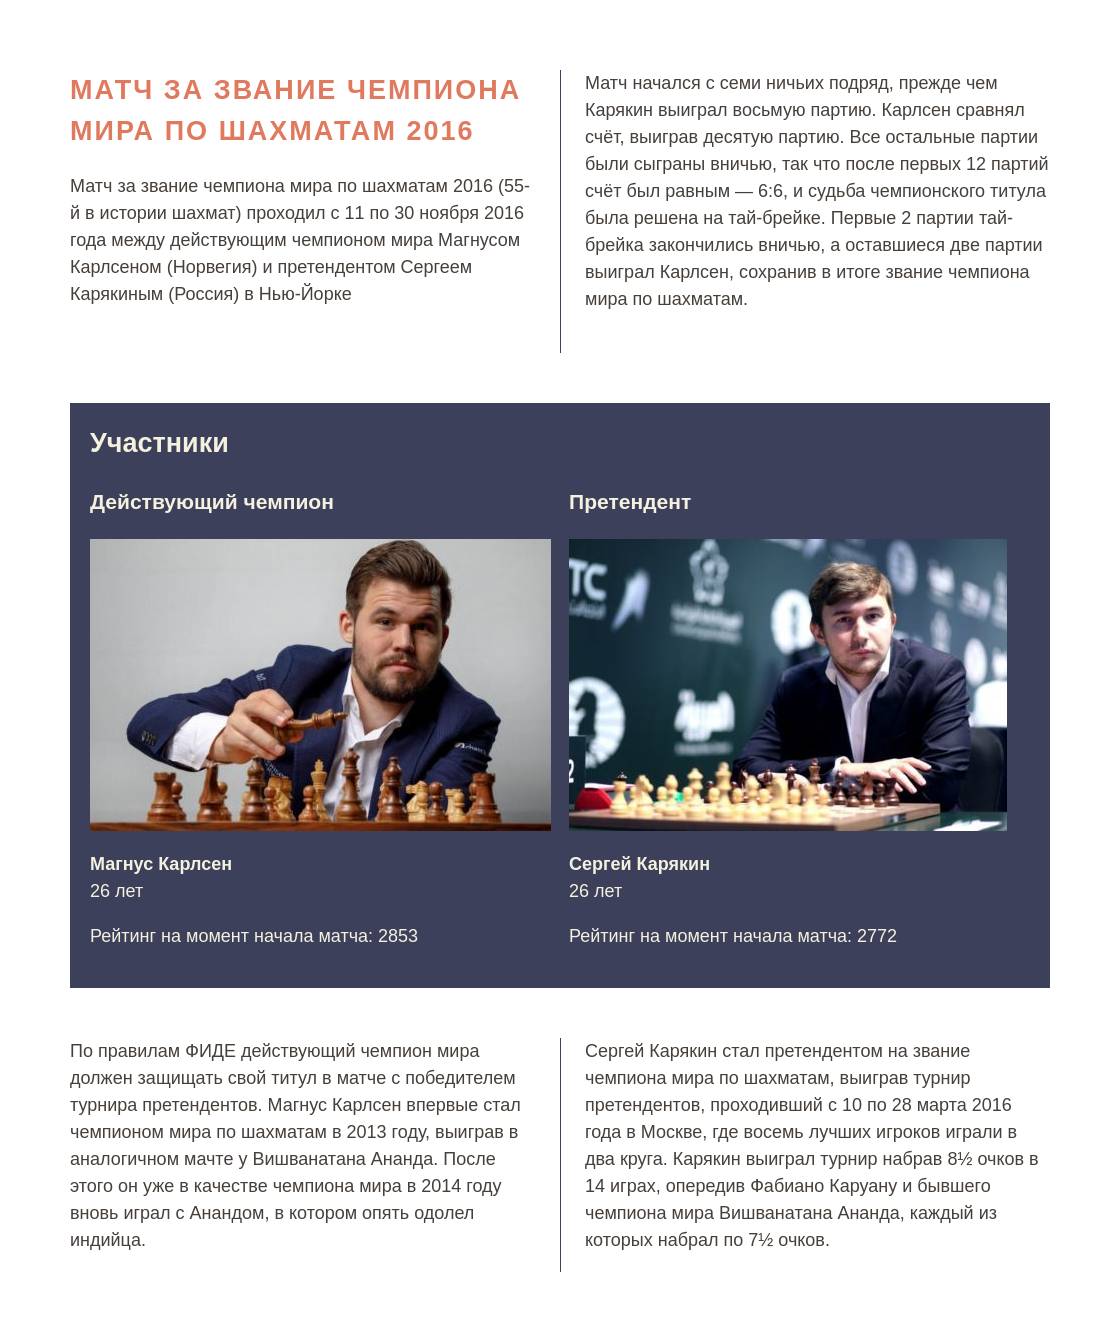 МАТЧ ЗА ЗВАНИЕ ЧЕМПИОНА
МИРА ПО ШАХМАТАМ 2016
Матч за звание чемпиона мира по шахматам 2016 (55-
й в истории шахмат) проходил с 11 по 30 ноября 2016
года между действующим чемпионом мира Магнусом
Карлсеном (Норвегия) и претендентом Сергеем
Карякиным (Россия) в Нью-Йорке
Матч начался с семи ничьих подряд, прежде чем
Карякин выиграл восьмую партию. Карлсен сравнял
счёт, выиграв десятую партию. Все остальные партии
были сыграны вничью, так что после первых 12 партий
счёт был равным — 6:6, и судьба чемпионского титула
была решена на тай-брейке. Первые 2 партии тай-
брейка закончились вничью, а оставшиеся две партии
выиграл Карлсен, сохранив в итоге звание чемпиона
мира по шахматам.
Участники
Действующий чемпион
Претендент
TC
2
Магнус Карлсен
26 лет
Рейтинг на момент начала матча: 2853
Сергей Карякин
26 лет
Рейтинг на момент начала матча: 2772
По правилам ФИДЕ действующий чемпион мира
должен защищать свой титул в матче с победителем
турнира претендентов. Магнус Карлсен впервые стал
чемпионом мира по шахматам в 2013 году, выиграв в
аналогичном мачте у Вишванатана Ананда. После
этого он уже в качестве чемпиона мира в 2014 году
вновь играл с Анандом, в котором опять одолел
индийца.
Сергей Карякин стал претендентом на звание
чемпиона мира по шахматам, выиграв турнир
претендентов, проходивший с 10 по 28 марта 2016
года в Москве, где восемь лучших игроков играли в
два круга. Карякин выиграл турнир набрав 8½ очков в
14 играх, опередив Фабиано Каруану и бывшего
чемпиона мира Вишванатана Ананда, каждый из
которых набрал по 7½ очков.